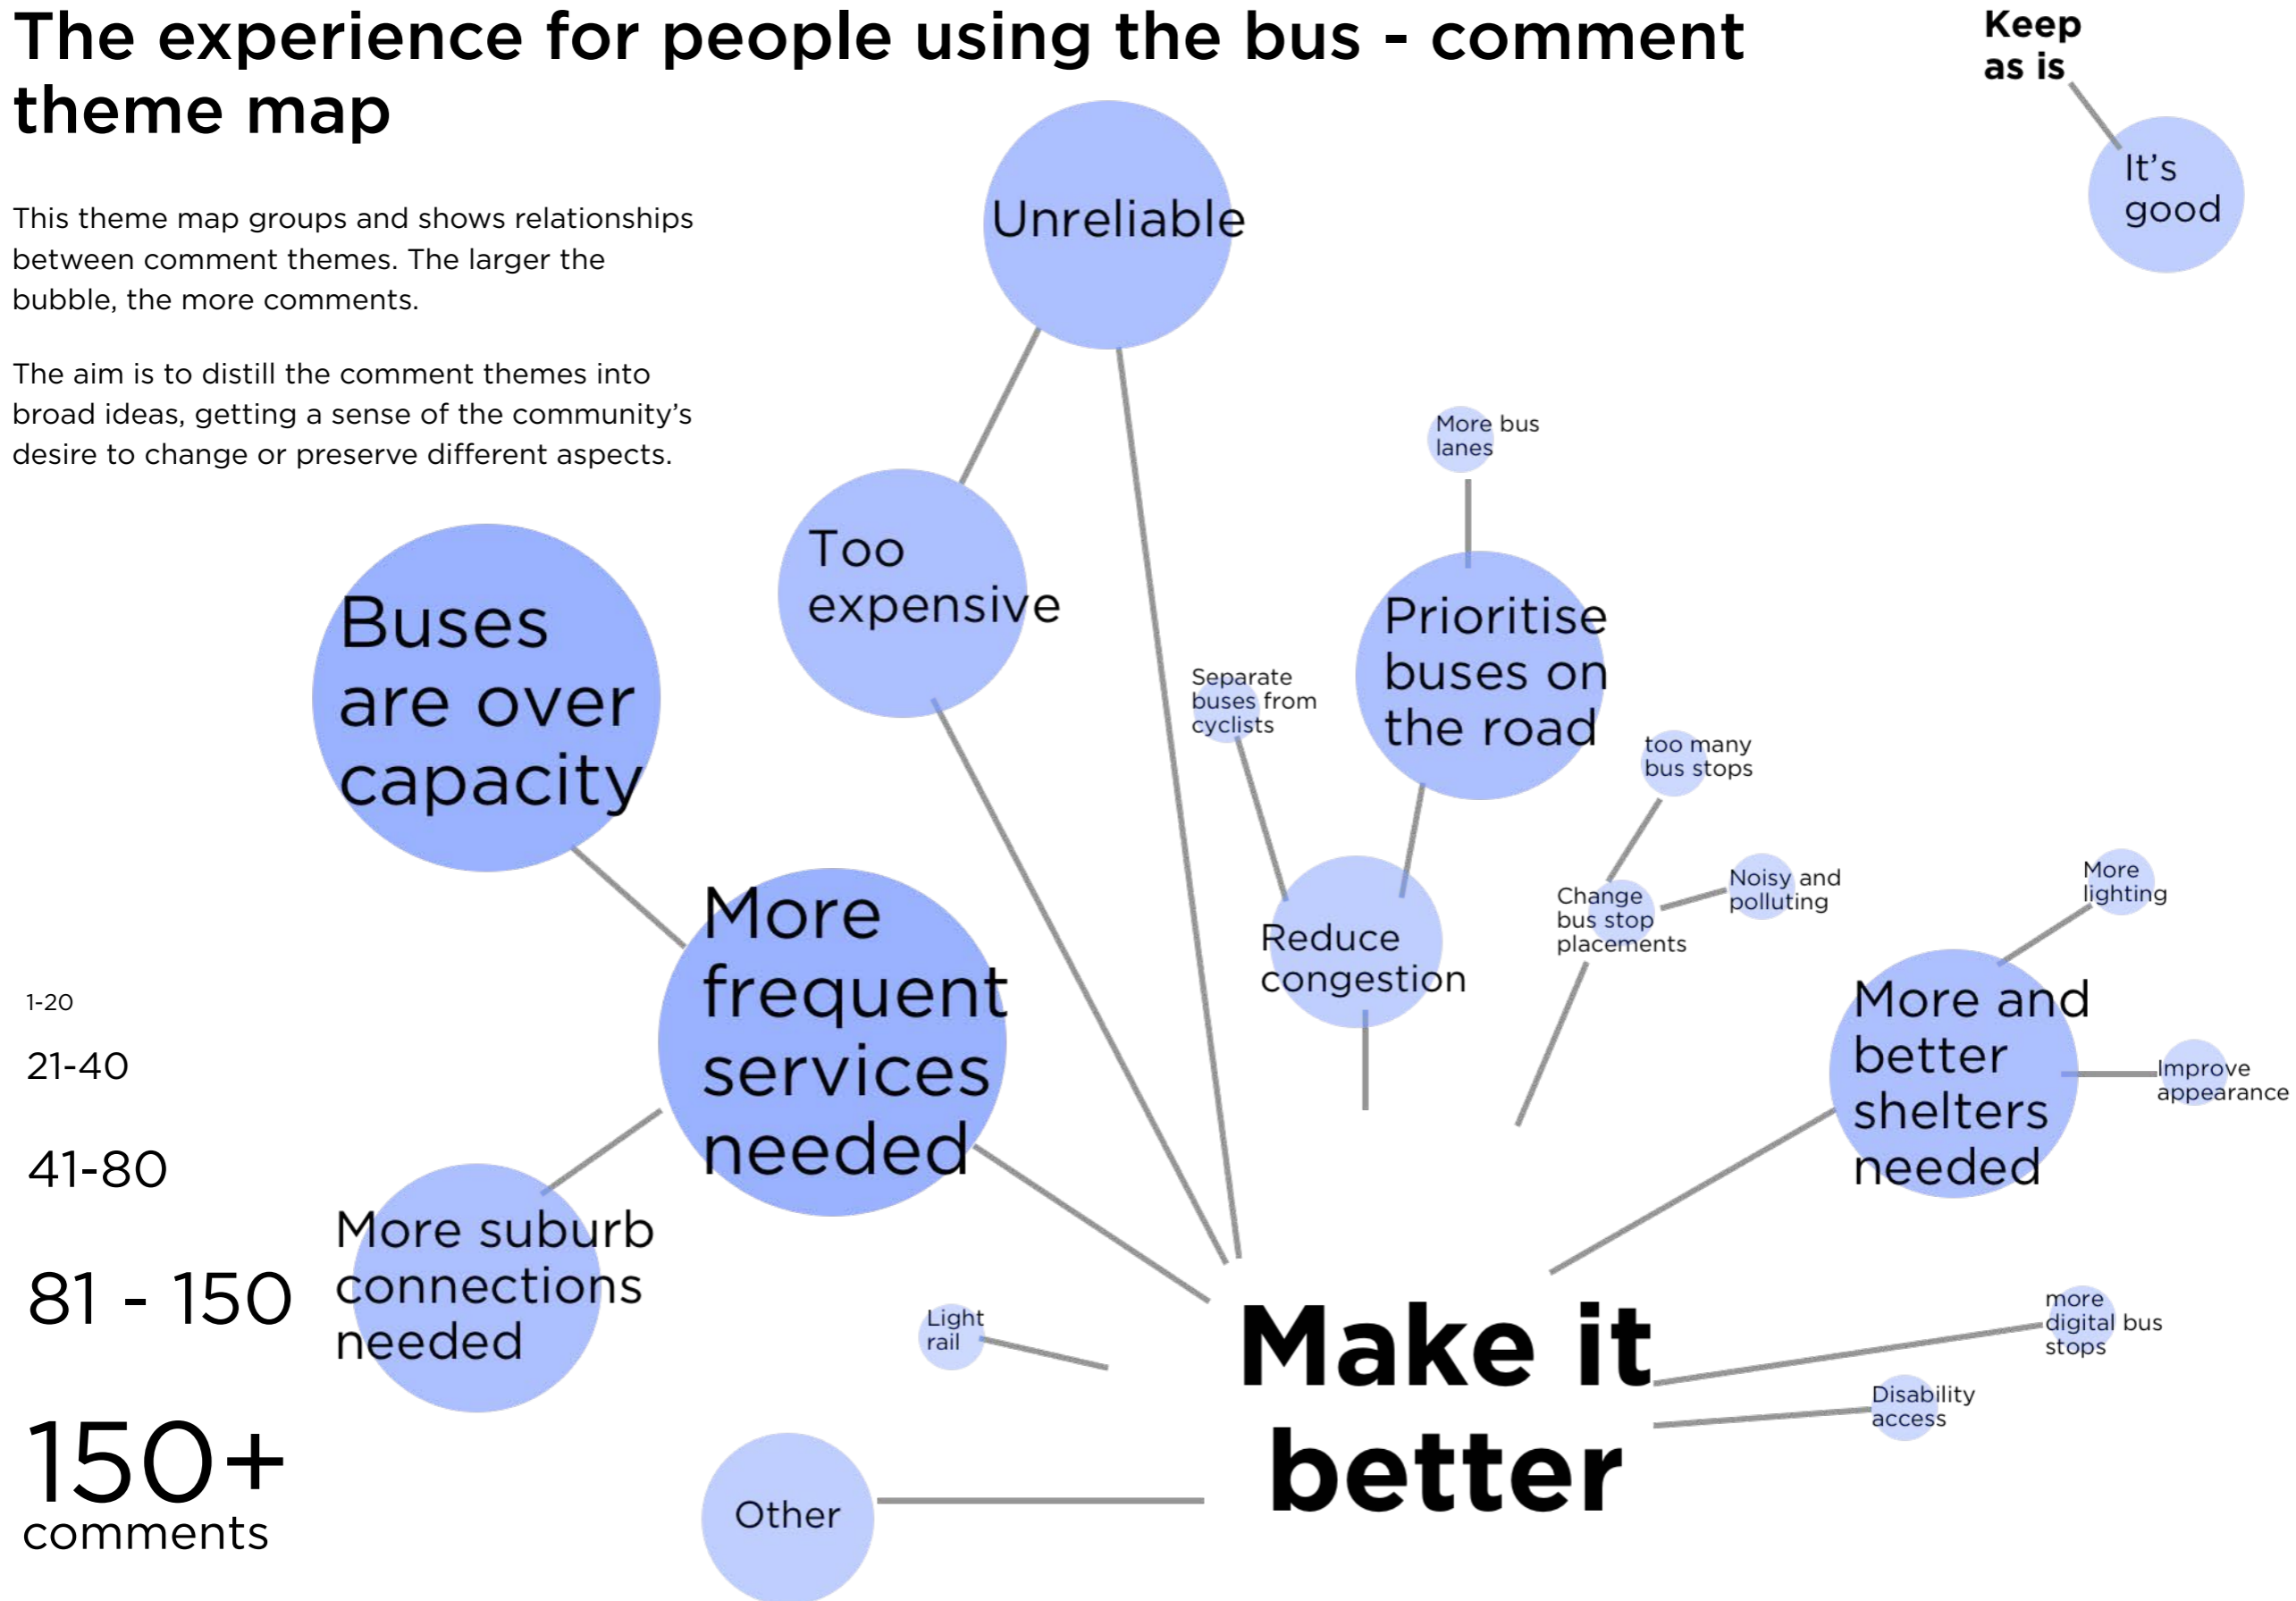 The experience for people using the bus - comment
theme map
This theme map groups and shows relationships
between comment themes. The larger the
bubble, the more comments.
The aim is to distill the comment themes into
broad ideas, getting a sense of the community's
desire to change or preserve different aspects.
Keep
as is
It's
good
Unreliable
More bus
lanes
Too
expensive
Buses
are over
capacity
Prioritise
buses on
the road
Separate
buses from
cyclists
too many
bus stops
Noisy and
polluting
Change
bus stop
placements
More
lighting
Reduce
congestion
More
frequent
services
needed
More and
better
shelters
needed
Improve
appearance
1-20
21-40
41-80
81 - 150
150+
comments
More suburb
connections
needed
Light
rail
Make it
better
more
digital bus
stops
Disability
access
Other